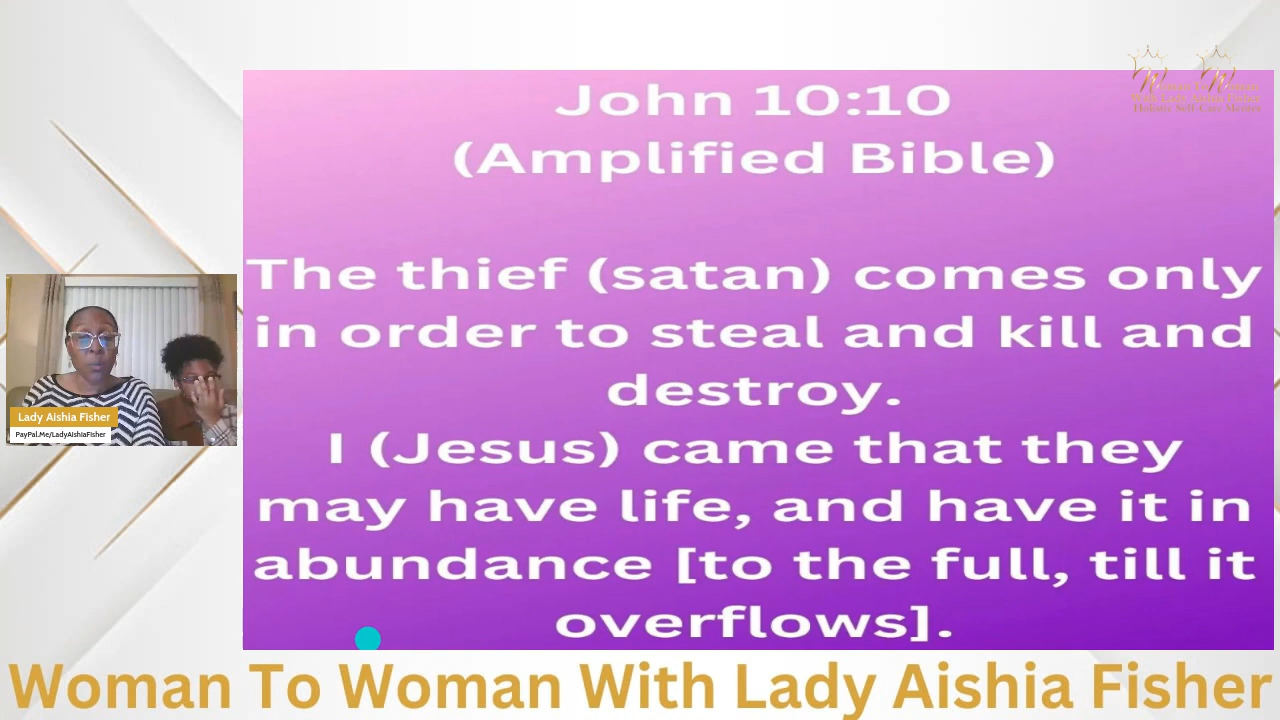 John 10:10
(Amplified Bible)
The thief (satan) comes only
in order to steal and kill and
destroy.
I (Jesus) came that they
may have life, and have it in
abundance [to the full, till it
overflows].
Lady Aishia Fisher
PayPal.Me/LadyAishiaFisher
Woman To Woman With Lady Aishia Fisher